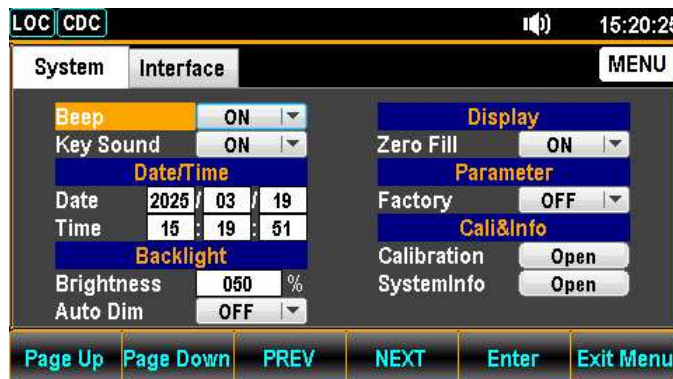 LOC CDC 15:20:25
System Interface MENU
Beep ON
Key Sound ON
Date/Time
Date 2025 / 03 / 19
Time 15 : 19 : 51
Backlight
Brightness 050 %
Auto Dim OFF
Display
Zero Fill ON
Parameter
Factory OFF
Cali&Info
Calibration Open
SystemInfo Open
Page Up Page Down PREV NEXT Enter Exit Menu